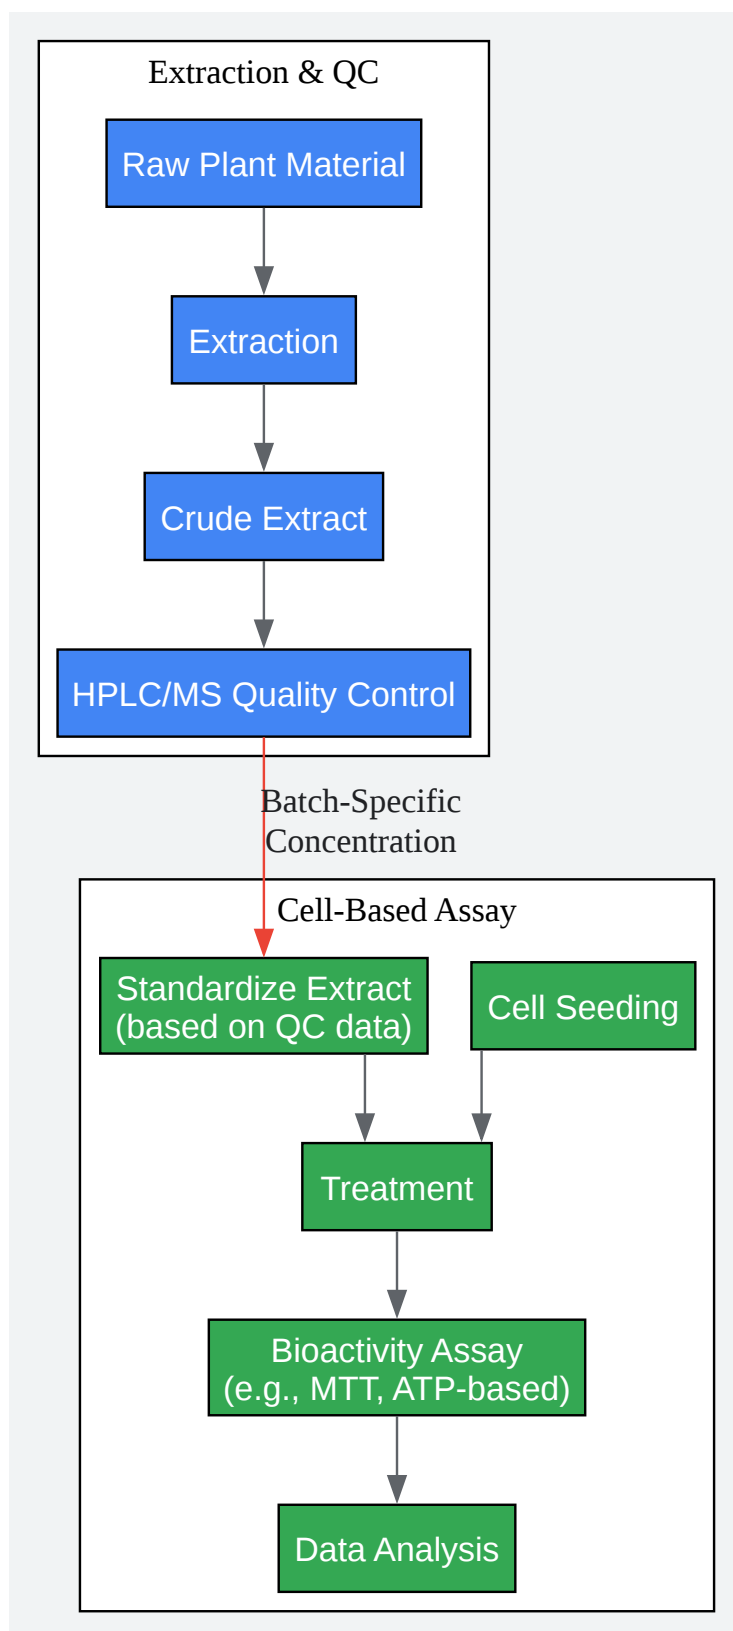 Extraction & QC
Raw Plant Material
Extraction
Crude Extract
HPLC/MS Quality Control
Batch-Specific
Concentration
Cell-Based Assay
Standardize Extract
(based on QC data)
Cell Seeding
Treatment
Bioactivity Assay
(e.g., MTT, ATP-based)
Data Analysis